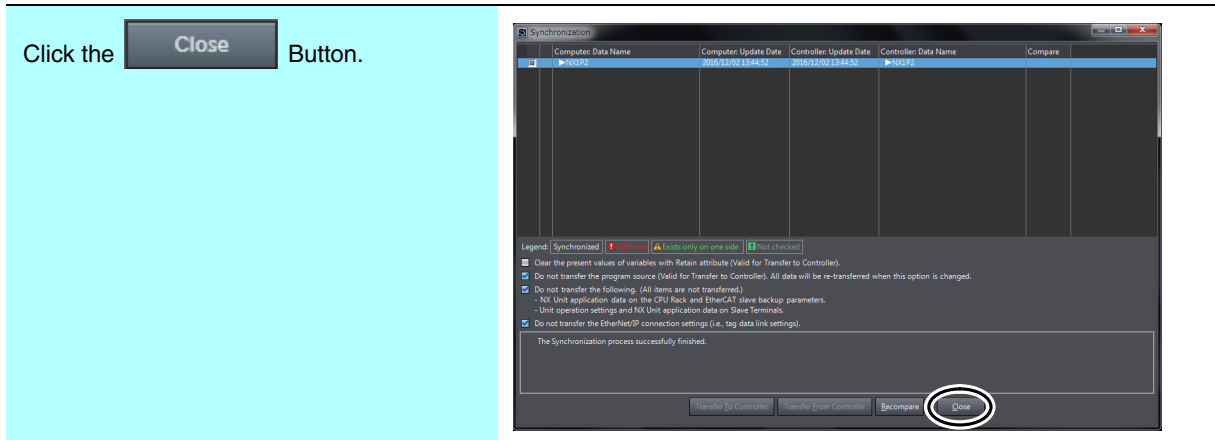 Click the Close Button.
Synchronization
Computer: Data Name Computer: Update Date Controller: Update Date Controller: Data Name Compare
▶NX1P2 2016/12/02 13:44:52 2016/12/02 13:44:52 ▶NX1P2
Legend: Synchronized ! Different Exists only on one side ! Not checked
Clear the present values of variables with Retain attribute (Valid for Transfer to Controller).
Do not transfer the program source (Valid for Transfer to Controller). All data will be re-transferred when this option is changed.
Do not transfer the following. (All items are not transferred.)
- NX Unit application data on the CPU Rack and EtherCAT slave backup parameters.
- Unit operation settings and NX Unit application data on Slave Terminals.
Do not transfer the EtherNet/IP connection settings (i.e., tag data link settings).
The Synchronization process successfully finished.
Transfer To Controller Transfer From Controller Recompare Close